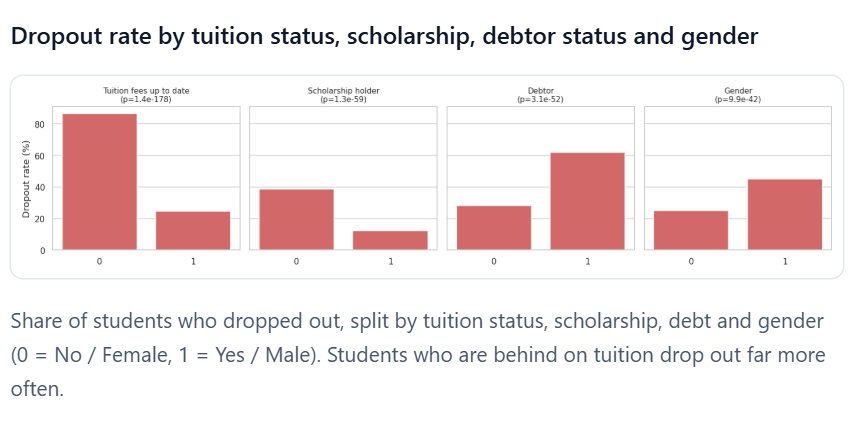 Dropout rate by tuition status, scholarship, debtor status and gender
Tuition fees up to date
(p=1.4e-178)
Scholarship holder
(p=1.3e-59)
Debtor
(p=3.1e-52)
Gender
(p=9.9e-42)
Dropout rate (%)
80
60
40
20
0
0 1
0 1
0 1
0 1
Share of students who dropped out, split by tuition status, scholarship, debt and gender
(0 = No / Female, 1 = Yes / Male). Students who are behind on tuition drop out far more
often.